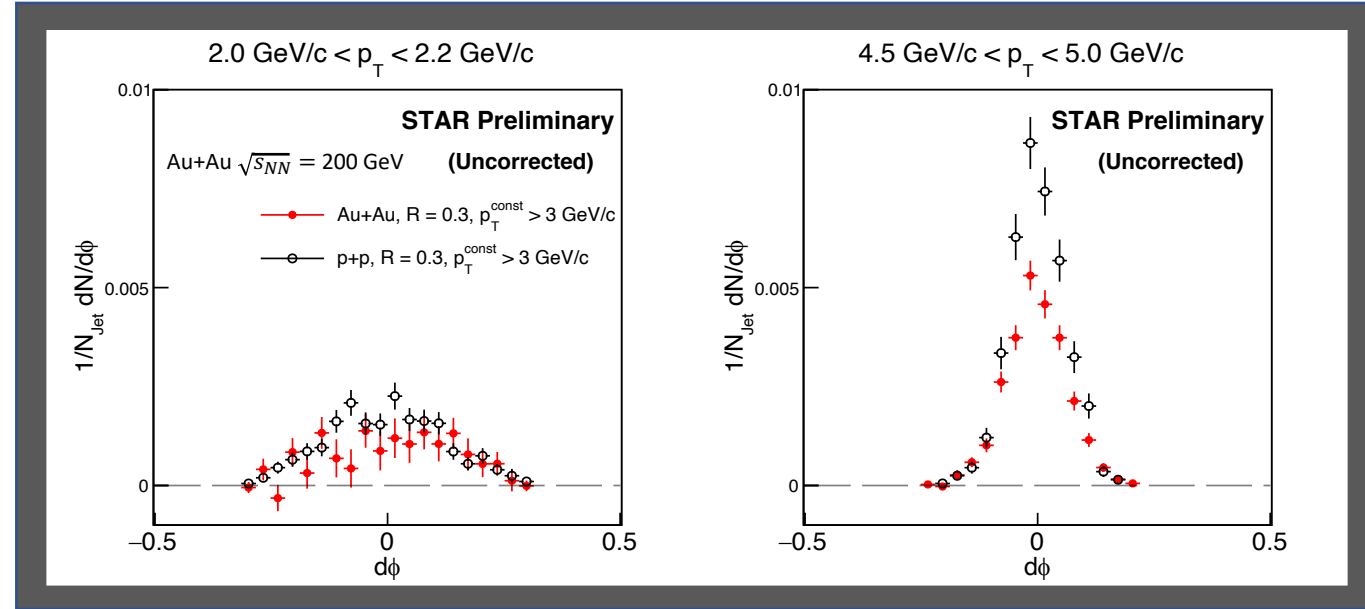 2.0 GeV/c < p_T < 2.2 GeV/c
0.01
STAR Preliminary
Au+Au √s_NN = 200 GeV
(Uncorrected)
Au+Au, R = 0.3, p_T^const > 3 GeV/c
p+p, R = 0.3, p_T^const > 3 GeV/c
0.005
0
1/N_Jet dN/dϕ
−0.5
0
0.5
dϕ
4.5 GeV/c < p_T < 5.0 GeV/c
0.01
STAR Preliminary
(Uncorrected)
0.005
0
1/N_Jet dN/dϕ
−0.5
0
0.5
dϕ